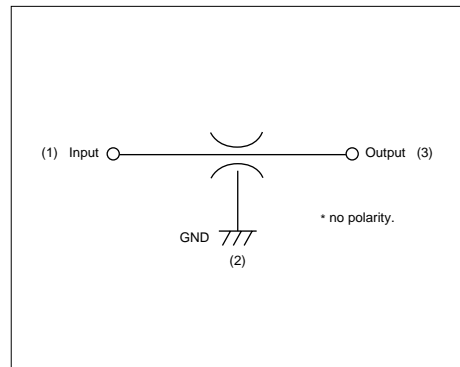 (1) Input Output (3)
* no polarity.
GND
(2)